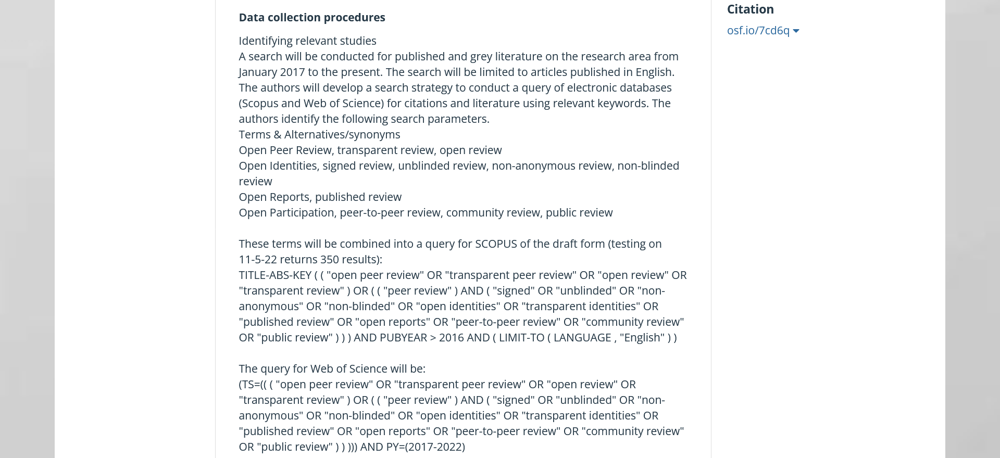 Data collection procedures
Identifying relevant studies
A search will be conducted for published and grey literature on the research area from
January 2017 to the present. The search will be limited to articles published in English.
The authors will develop a search strategy to conduct a query of electronic databases
(Scopus and Web of Science) for citations and literature using relevant keywords. The
authors identify the following search parameters.
Terms & Alternatives/synonyms
Open Peer Review, transparent review, open review
Open Identities, signed review, unblinded review, non-anonymous review, non-blinded
review
Open Reports, published review
Open Participation, peer-to-peer review, community review, public review
These terms will be combined into a query for SCOPUS of the draft form (testing on
11-5-22 returns 350 results):
TITLE-ABS-KEY ( ( "open peer review" OR "transparent peer review" OR "open review" OR
"transparent review" ) OR ( ( "peer review" ) AND ( "signed" OR "unblinded" OR "non-
anonymous" OR "non-blinded" OR "open identities" OR "transparent identities" OR
"published review" OR "open reports" OR "peer-to-peer review" OR "community review"
OR "public review" ) ) ) AND PUBYEAR > 2016 AND ( LIMIT-TO ( LANGUAGE , "English" ) )
The query for Web of Science will be:
(TS=(( ( "open peer review" OR "transparent peer review" OR "open review" OR
"transparent review" ) OR ( ( "peer review" ) AND ( "signed" OR "unblinded" OR "non-
anonymous" OR "non-blinded" OR "open identities" OR "transparent identities" OR
"published review" OR "open reports" OR "peer-to-peer review" OR "community review"
OR "public review" ) ) ))) AND PY=(2017-2022)
Citation
osf.io/7cd6q